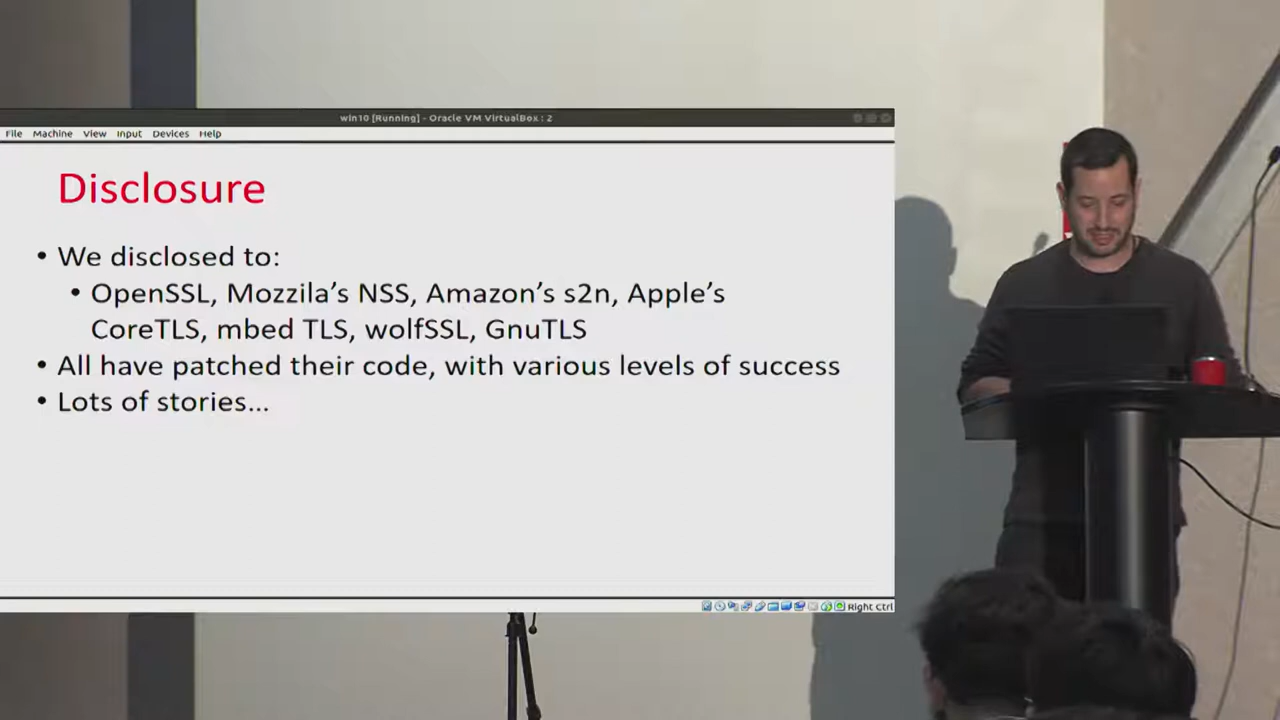 win10 [Running] - Oracle VM VirtualBox : 2
File Machine View Input Devices Help
Disclosure
• We disclosed to:
• OpenSSL, Mozzila's NSS, Amazon's s2n, Apple's
CoreTLS, mbed TLS, wolfSSL, GnuTLS
• All have patched their code, with various levels of success
• Lots of stories...
Right Ctrl